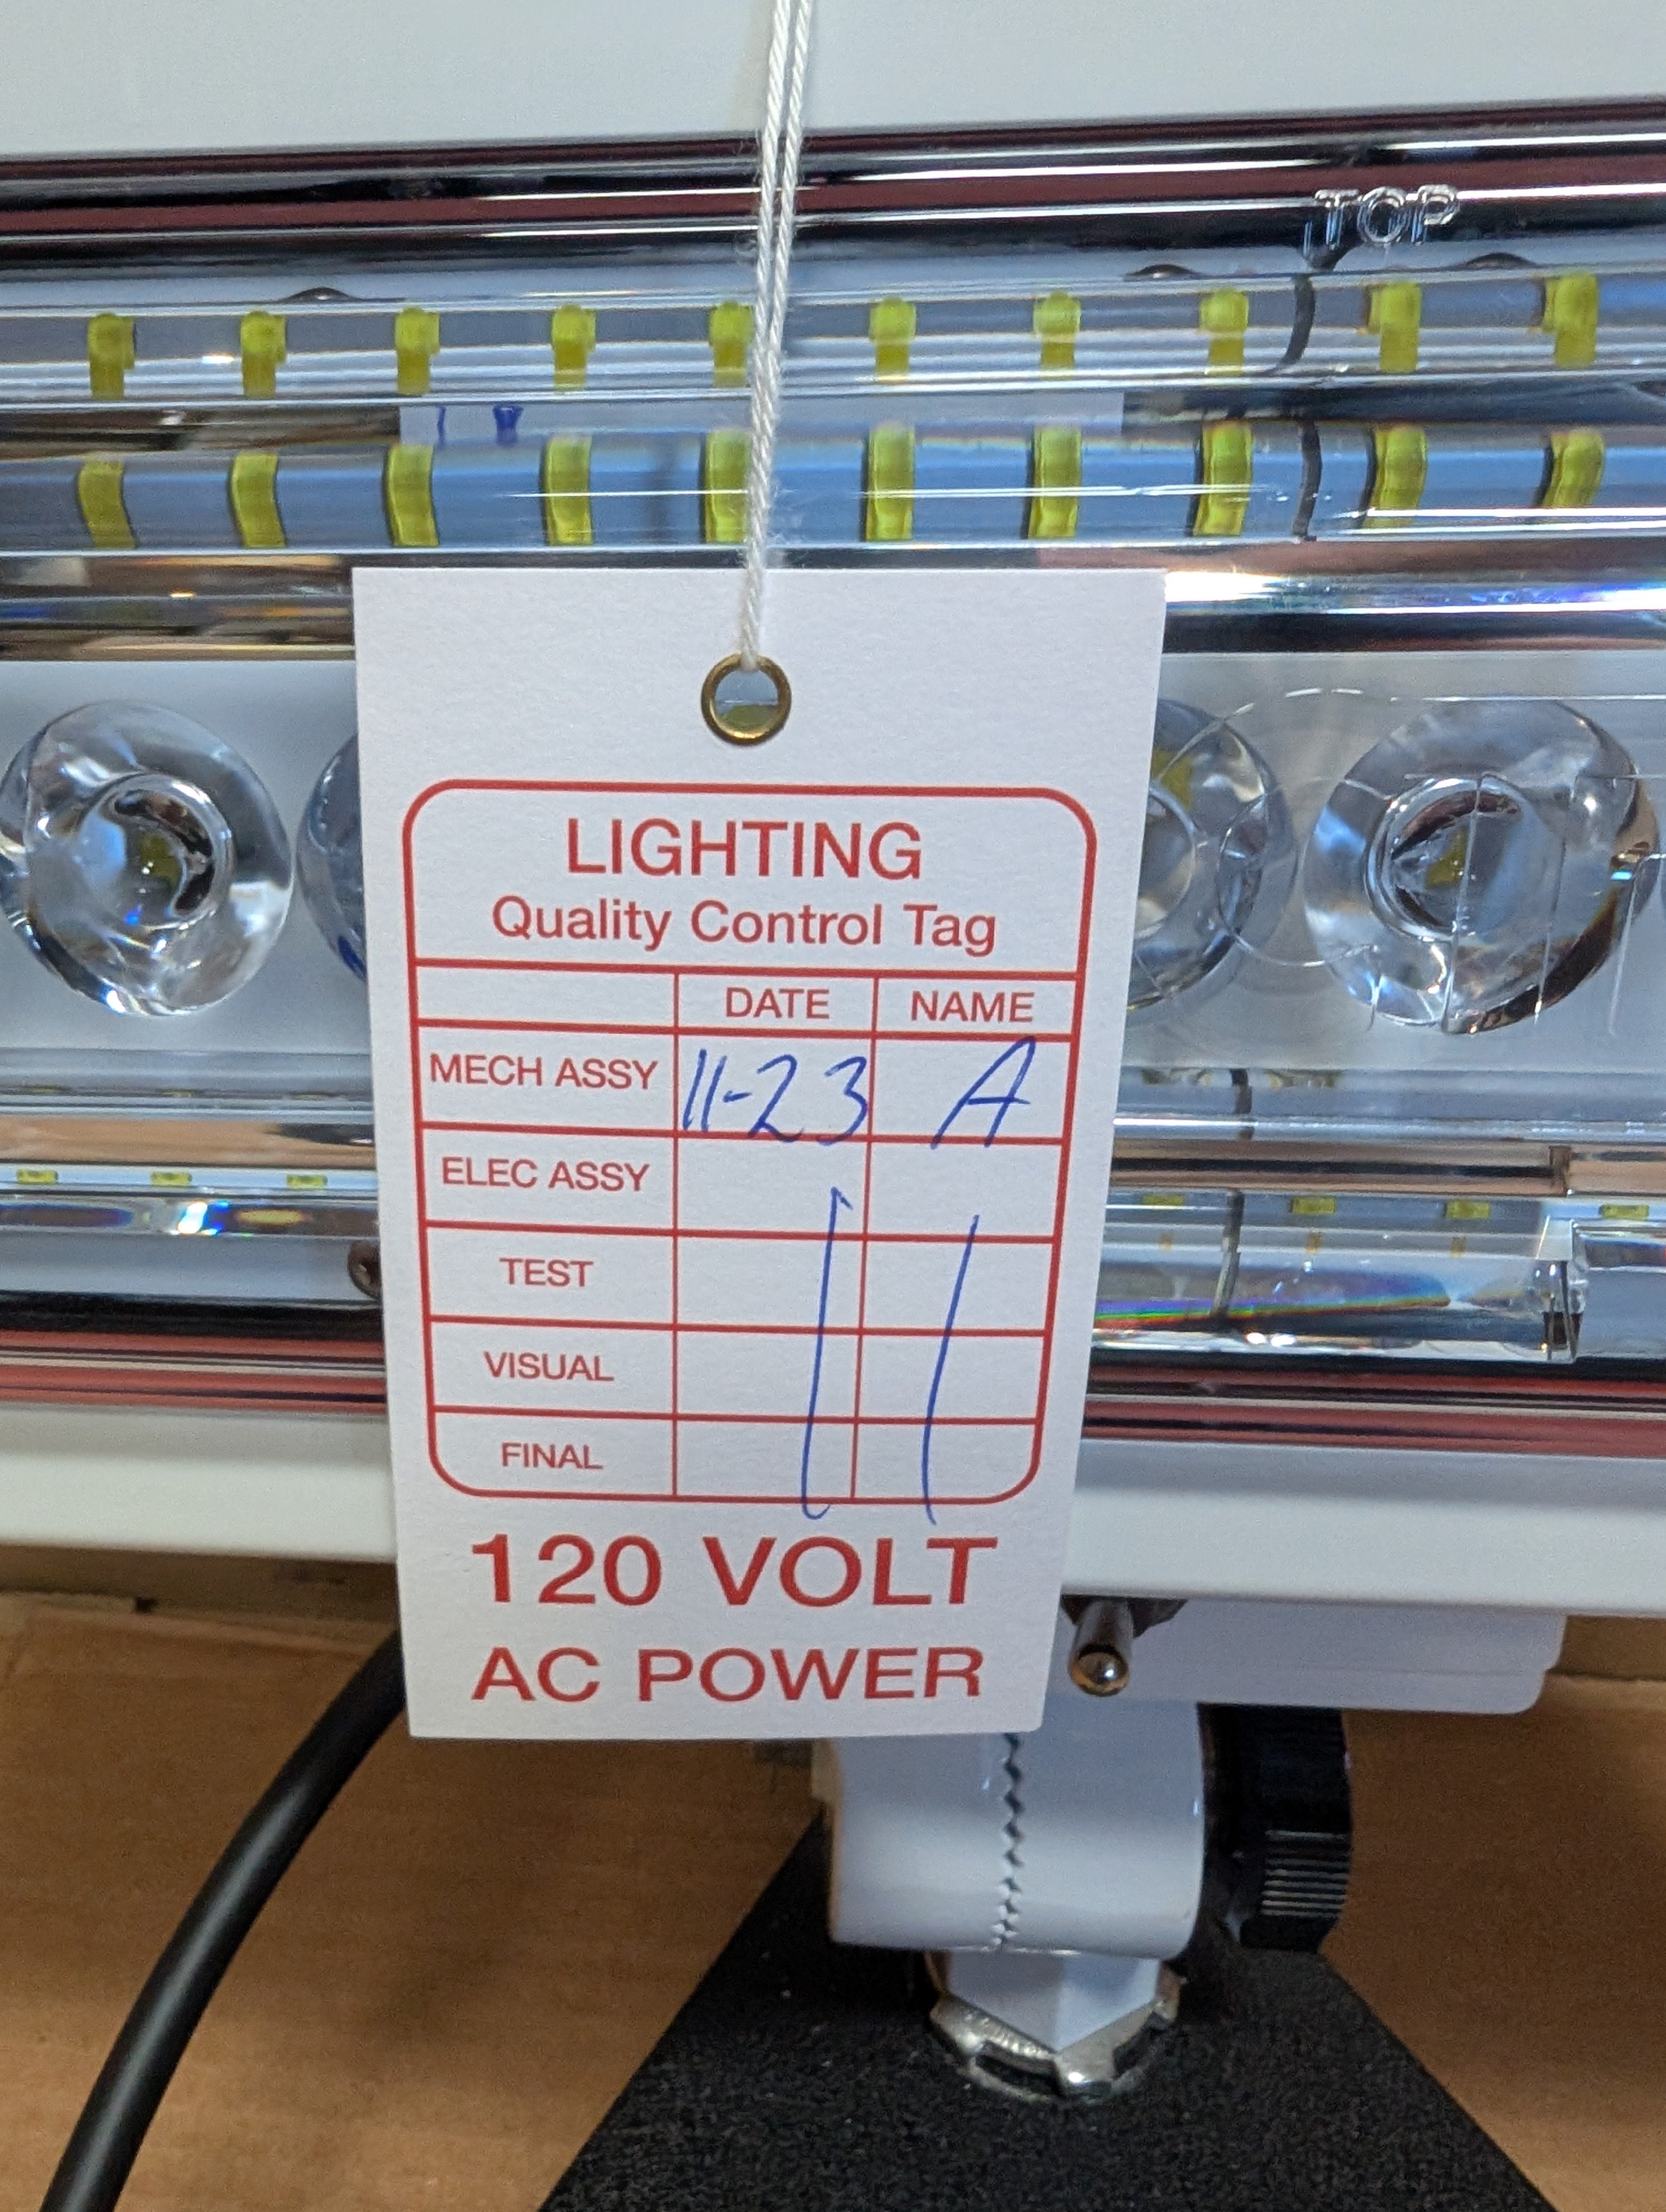 TOP
LIGHTING
Quality Control Tag
DATE NAME
MECH ASSY 11-23 A
ELEC ASSY
TEST
VISUAL
FINAL
120 VOLT
AC POWER